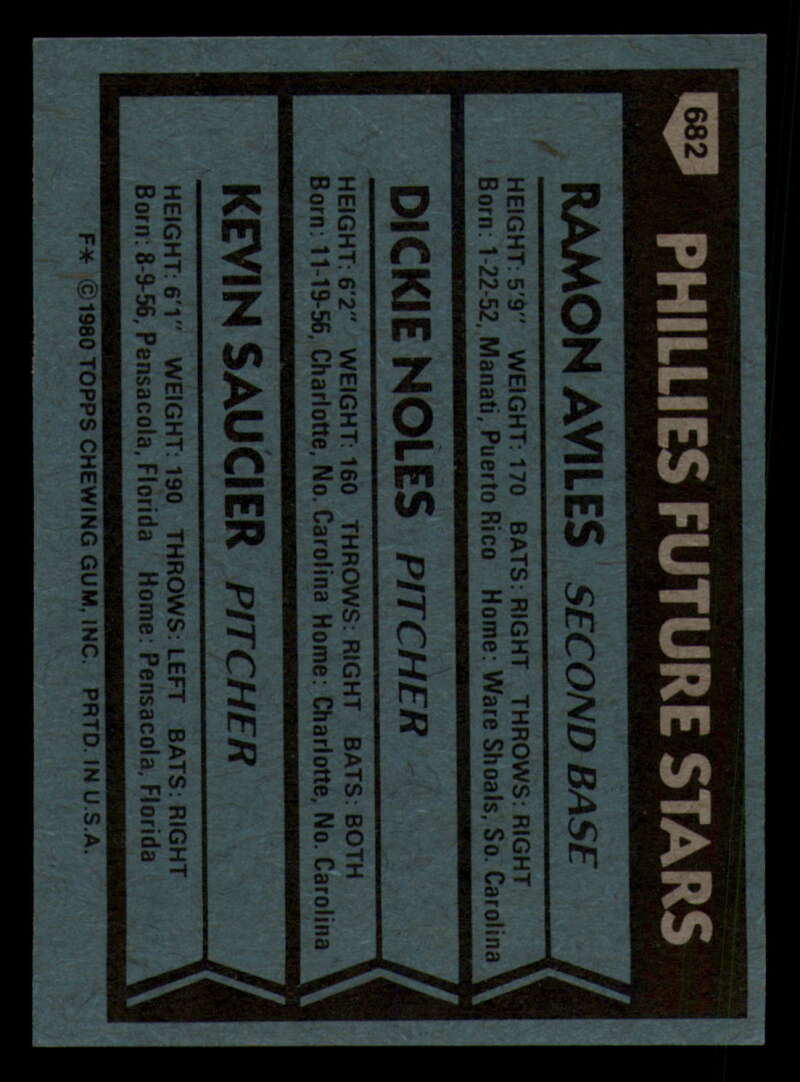 682
PHILLIES FUTURE STARS
RAMON AVILES SECOND BASE
HEIGHT: 5'9" WEIGHT: 170 BATS: RIGHT THROWS: RIGHT
Born: 1-22-52, Manati, Puerto Rico Home: Ware Shoals, So. Carolina
DICKIE NOLES PITCHER
HEIGHT: 6'2" WEIGHT: 160 THROWS: RIGHT BATS: BOTH
Born: 11-19-56, Charlotte, No. Carolina Home: Charlotte, No. Carolina
KEVIN SAUCIER PITCHER
HEIGHT: 6'1" WEIGHT: 190 THROWS: LEFT BATS: RIGHT
Born: 8-9-56, Pensacola, Florida Home: Pensacola, Florida
F* ©1980 TOPPS CHEWING GUM, INC. PRTD. IN U.S.A.